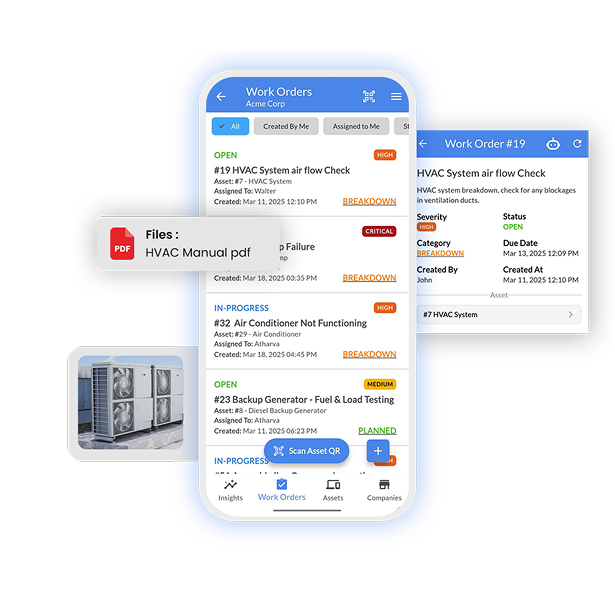 Work Orders
Acme Corp
All
Created By Me
Assigned to Me
OPEN
HIGH
#19 HVAC System air flow Check
Asset: #7 - HVAC System
Assigned To: Walter
Created: Mar 11, 2025 12:10 PM
BREAKDOWN
CRITICAL
Failure
Created: Mar 18, 2025 03:35 PM
BREAKDOWN
PDF
Files :
HVAC Manual pdf
IN-PROGRESS
HIGH
#32 Air Conditioner Not Functioning
Asset: #29 - Air Conditioner
Assigned To: Atharva
Created: Mar 18, 2025 04:45 PM
BREAKDOWN
OPEN
MEDIUM
#23 Backup Generator - Fuel & Load Testing
Asset: #8 - Diesel Backup Generator
Assigned To: Atharva
Created: Mar 11, 2025 06:23 PM
PLANNED
IN-PROGRESS
Scan Asset QR
+
Insights
Work Orders
Assets
Companies
Work Order #19
HVAC System air flow Check
HVAC system breakdown, check for any blockages
in ventilation ducts.
Severity
Status
HIGH
OPEN
Category
Due Date
BREAKDOWN
Mar 13, 2025 12:09 PM
Created By
Created At
John
Mar 11, 2025 12:10 PM
Asset
#7 HVAC System